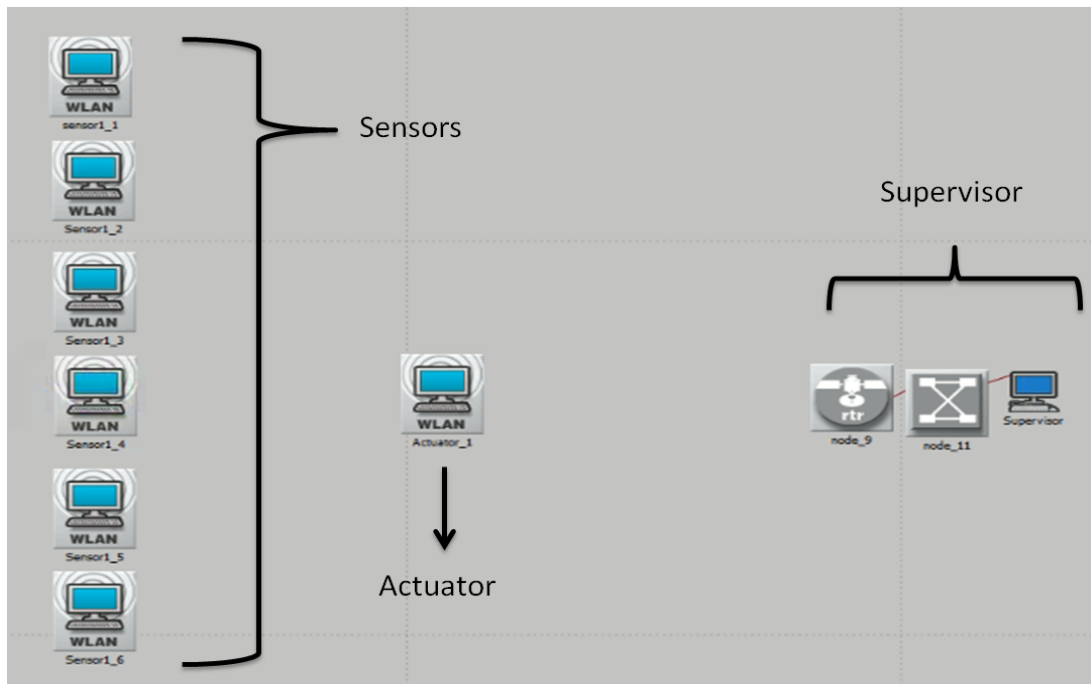 WLAN
sensor1_1
WLAN
Sensor1_2
WLAN
Sensor1_3
WLAN
Sensor1_4
WLAN
Sensor1_5
WLAN
Sensor1_6
Sensors
WLAN
Actuator_1
Actuator
Supervisor
rtr
node_9
node_11
Supervisor